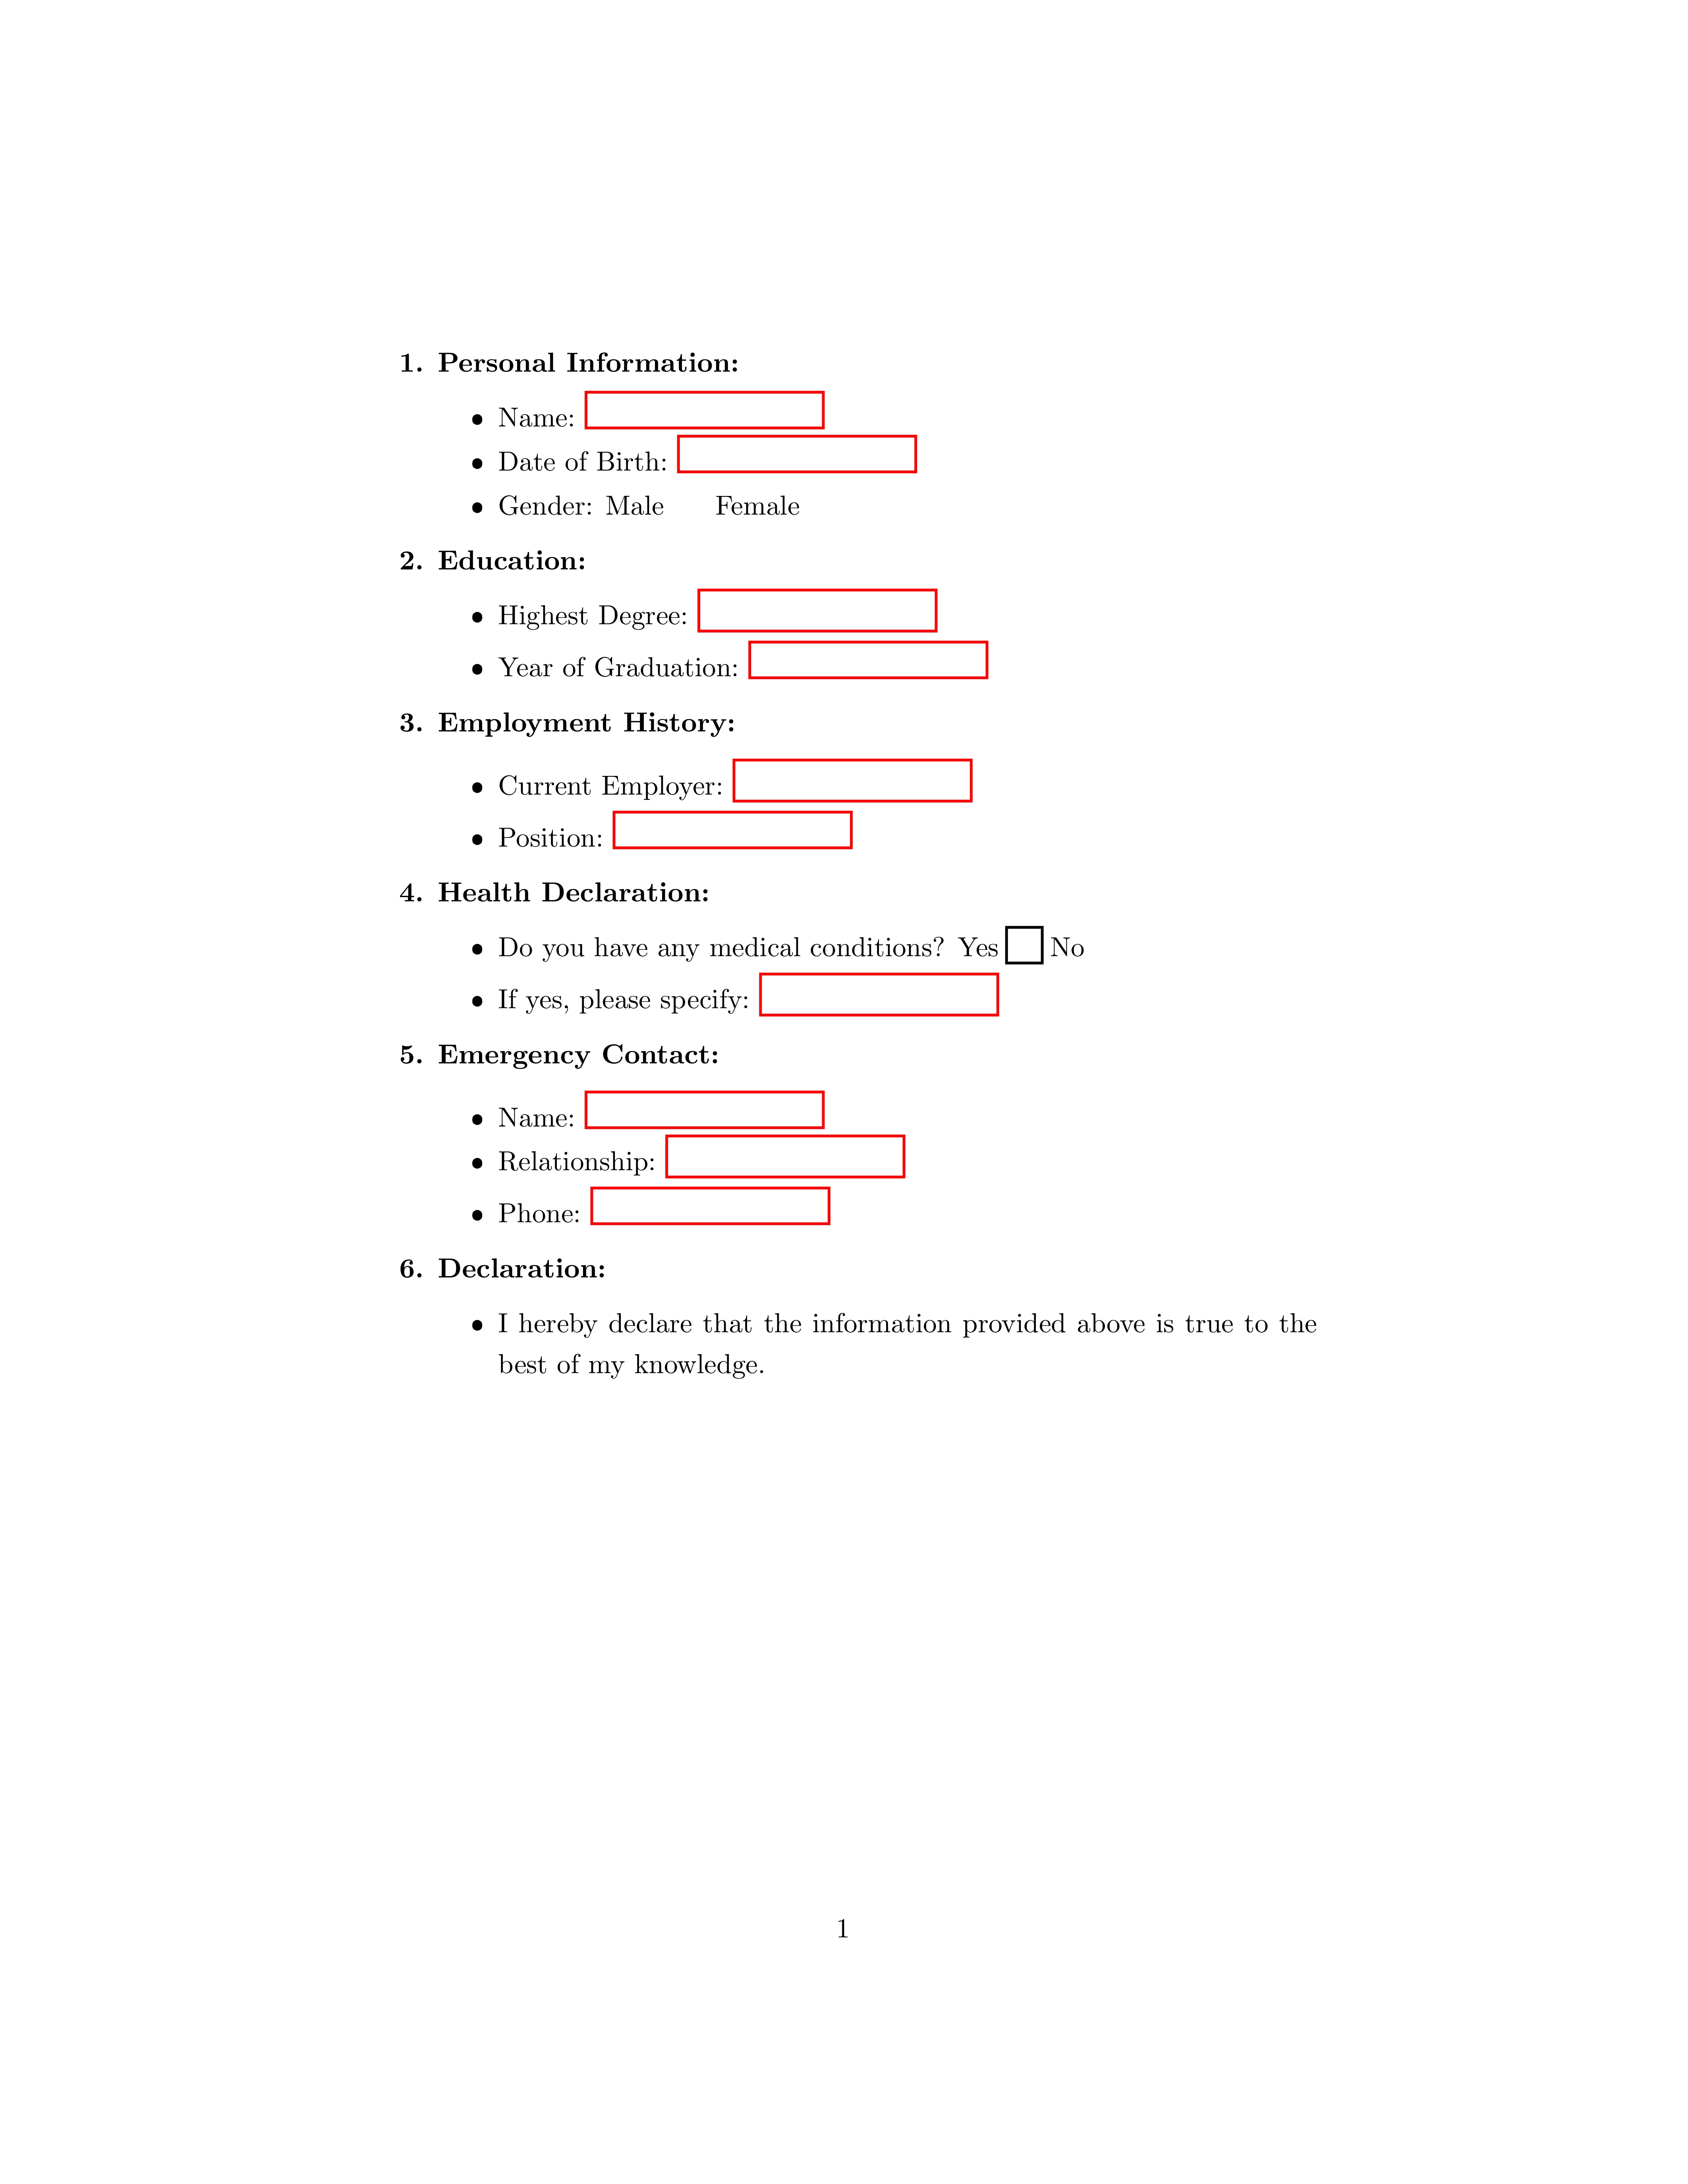 1. Personal Information:
• Name:
• Date of Birth:
• Gender: Male Female
2. Education:
• Highest Degree:
• Year of Graduation:
3. Employment History:
• Current Employer:
• Position:
4. Health Declaration:
• Do you have any medical conditions? Yes No
• If yes, please specify:
5. Emergency Contact:
• Name:
• Relationship:
• Phone:
6. Declaration:
• I hereby declare that the information provided above is true to the
best of my knowledge.
1